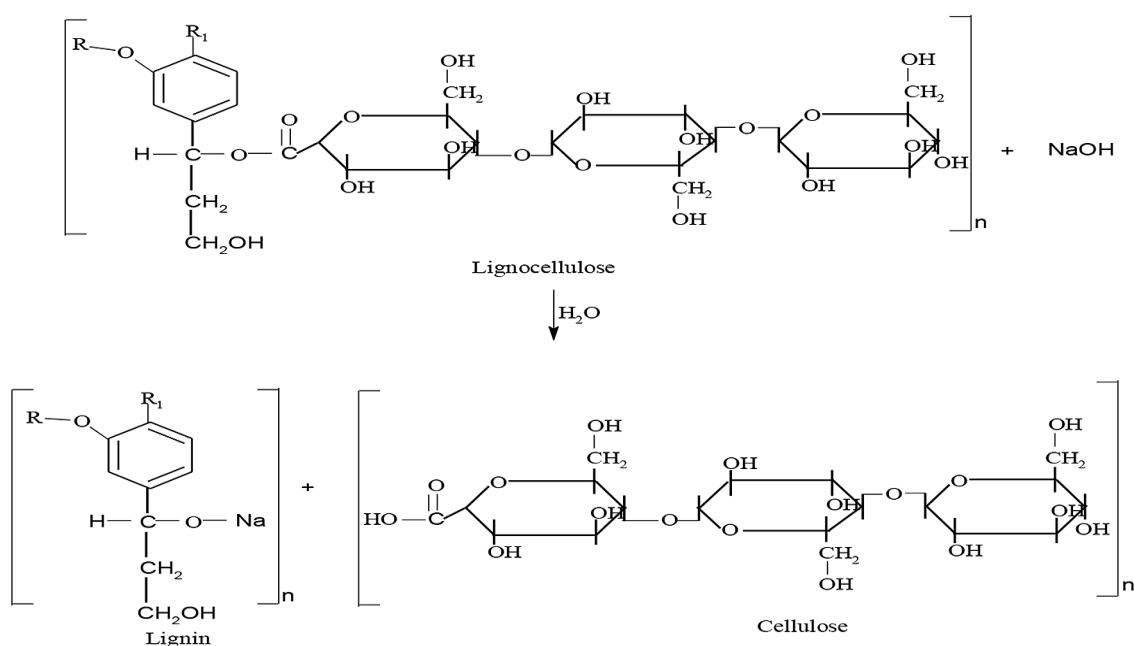 R₁
R—O
OH OH
CH₂ OH CH₂
O O O
H—C—O—C OH O OH O OH OH + NaOH
OH O CH₂ OH
CH₂ OH
CH₂OH n
Lignocellulose
H₂O
R₁
R—O
OH OH
CH₂ OH CH₂
O O O
H—C—O—Na + HO—C OH O OH O OH OH
OH O CH₂ OH
CH₂ OH
CH₂OH n n
Lignin Cellulose